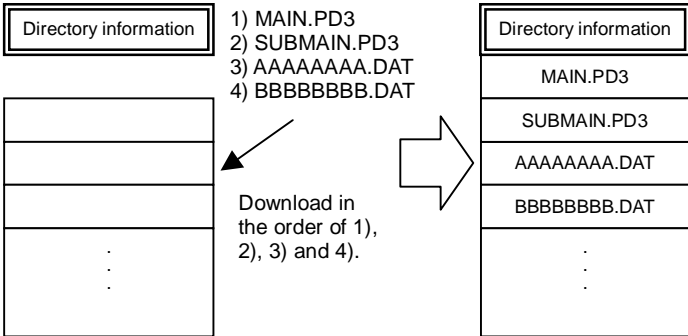 Directory information
1) MAIN.PD3
2) SUBMAIN.PD3
3) AAAAAAAA.DAT
4) BBBBBBBB.DAT
Download in
the order of 1),
2), 3) and 4).
Directory information
MAIN.PD3
SUBMAIN.PD3
AAAAAAAA.DAT
BBBBBBBB.DAT